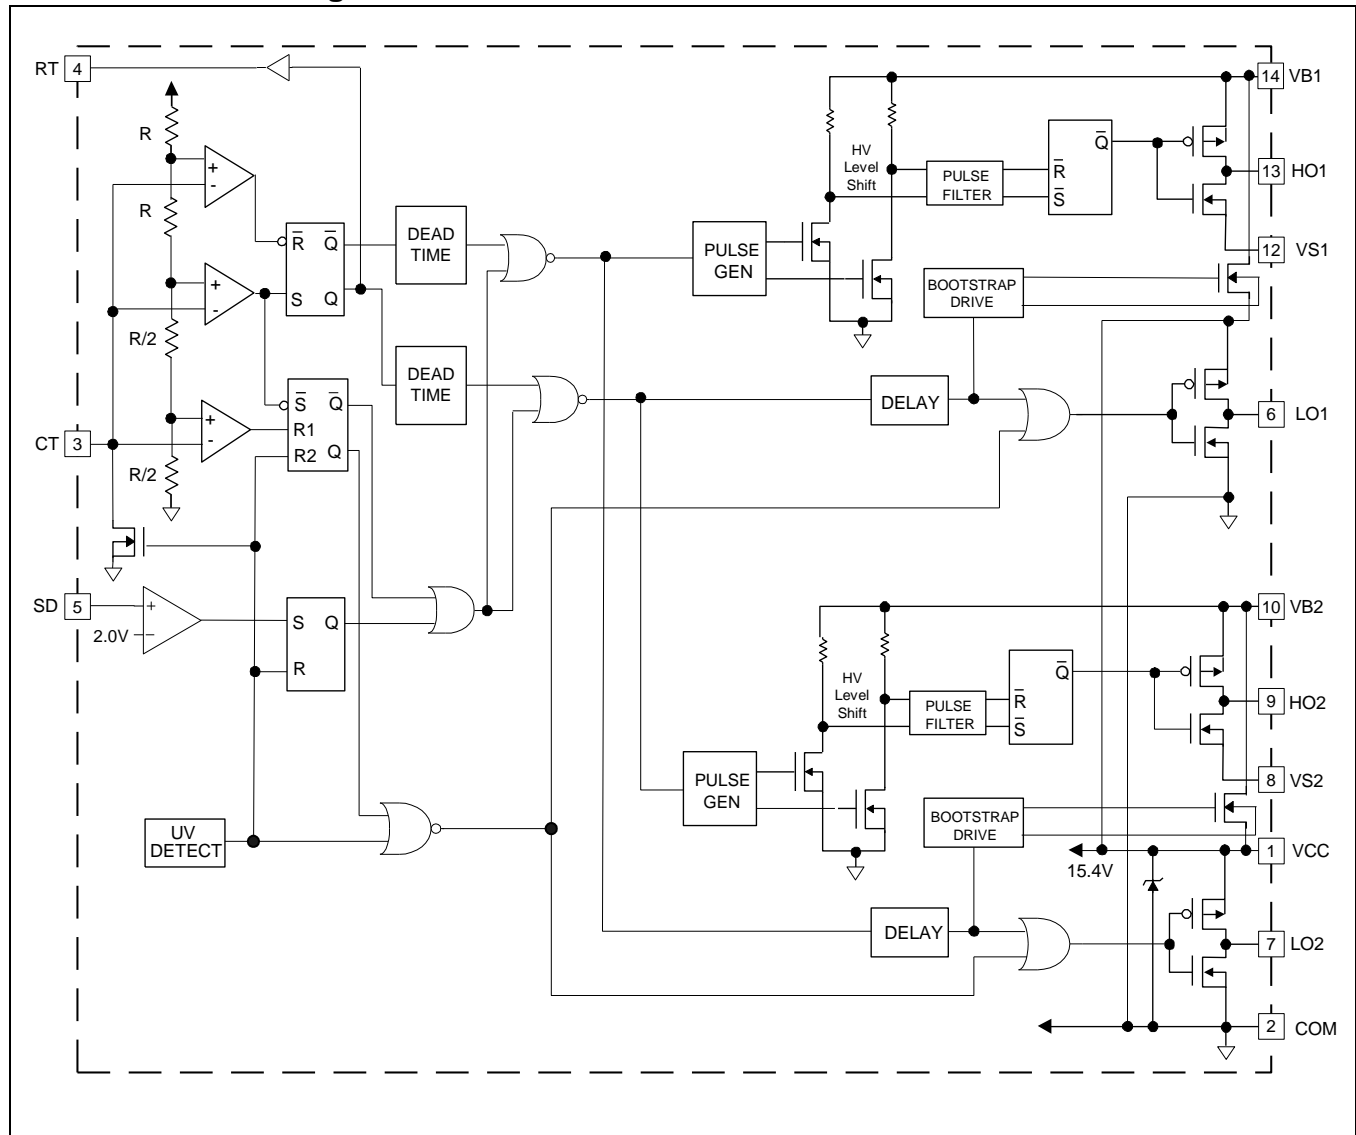 RT 4
14 VB1
R
+
-
HV
Level
Shift
PULSE
FILTER
R̅
S̅
Q̅
13 HO1
R
DEAD
TIME
R̅ Q̅
S Q
PULSE
GEN
12 VS1
BOOTSTRAP
DRIVE
+
-
R/2
DEAD
TIME
S̅ Q̅
R1
R2 Q
DELAY
6 LO1
CT 3
+
-
R/2
SD 5
+
2.0V
S Q
R
10 VB2
HV
Level
Shift
PULSE
FILTER
R̅
S̅
Q̅
9 HO2
PULSE
GEN
8 VS2
BOOTSTRAP
DRIVE
UV
DETECT
1 VCC
15.4V
DELAY
7 LO2
2 COM